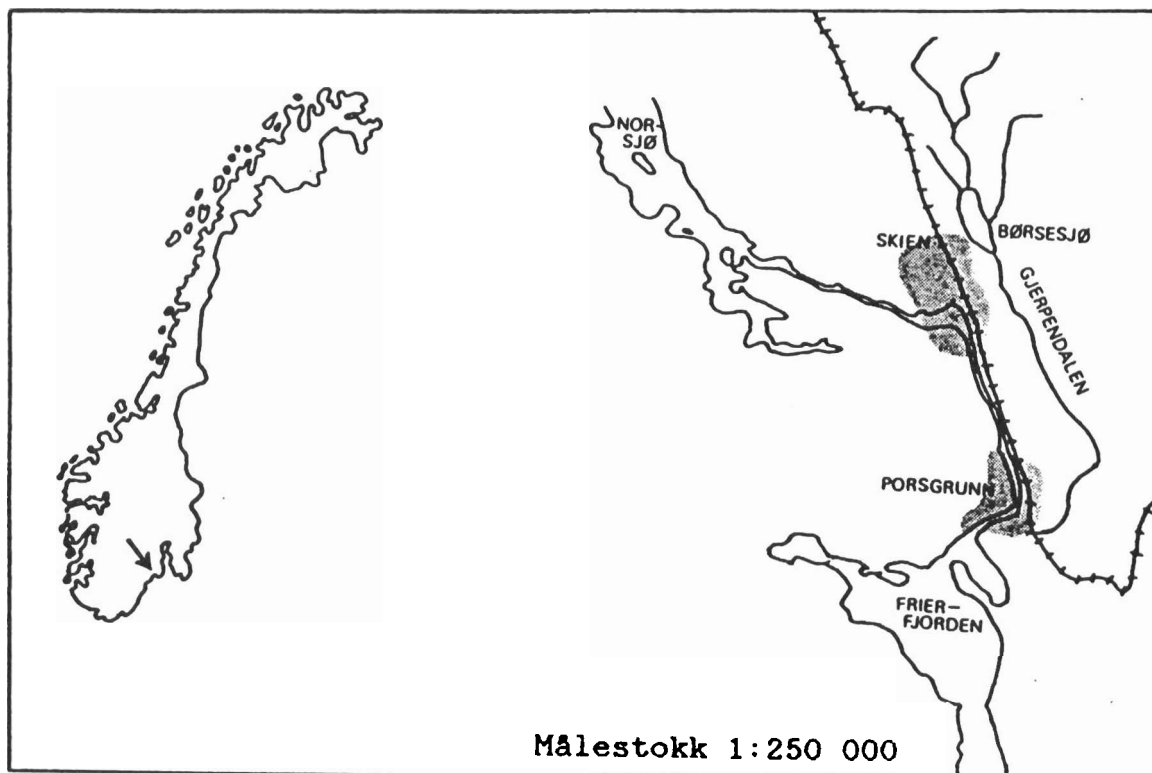 NOR-
SJØ
SKIEN
BØRSESJØ
GJERPENDALEN
PORSGRUNN
FRIER-
FJORDEN
Målestokk 1:250 000